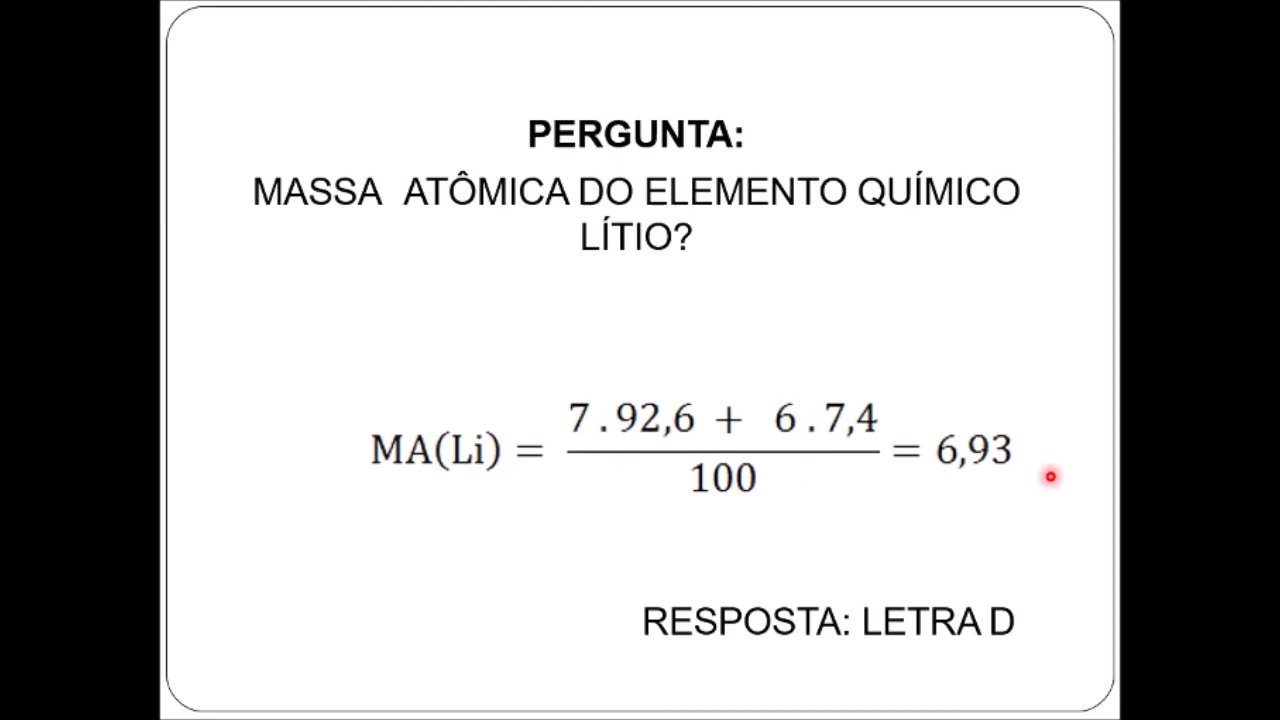 PERGUNTA:
MASSA ATÔMICA DO ELEMENTO QUÍMICO
LÍTIO?
MA(Li) = (7 . 92,6 + 6 . 7,4) / 100 = 6,93
RESPOSTA: LETRA D